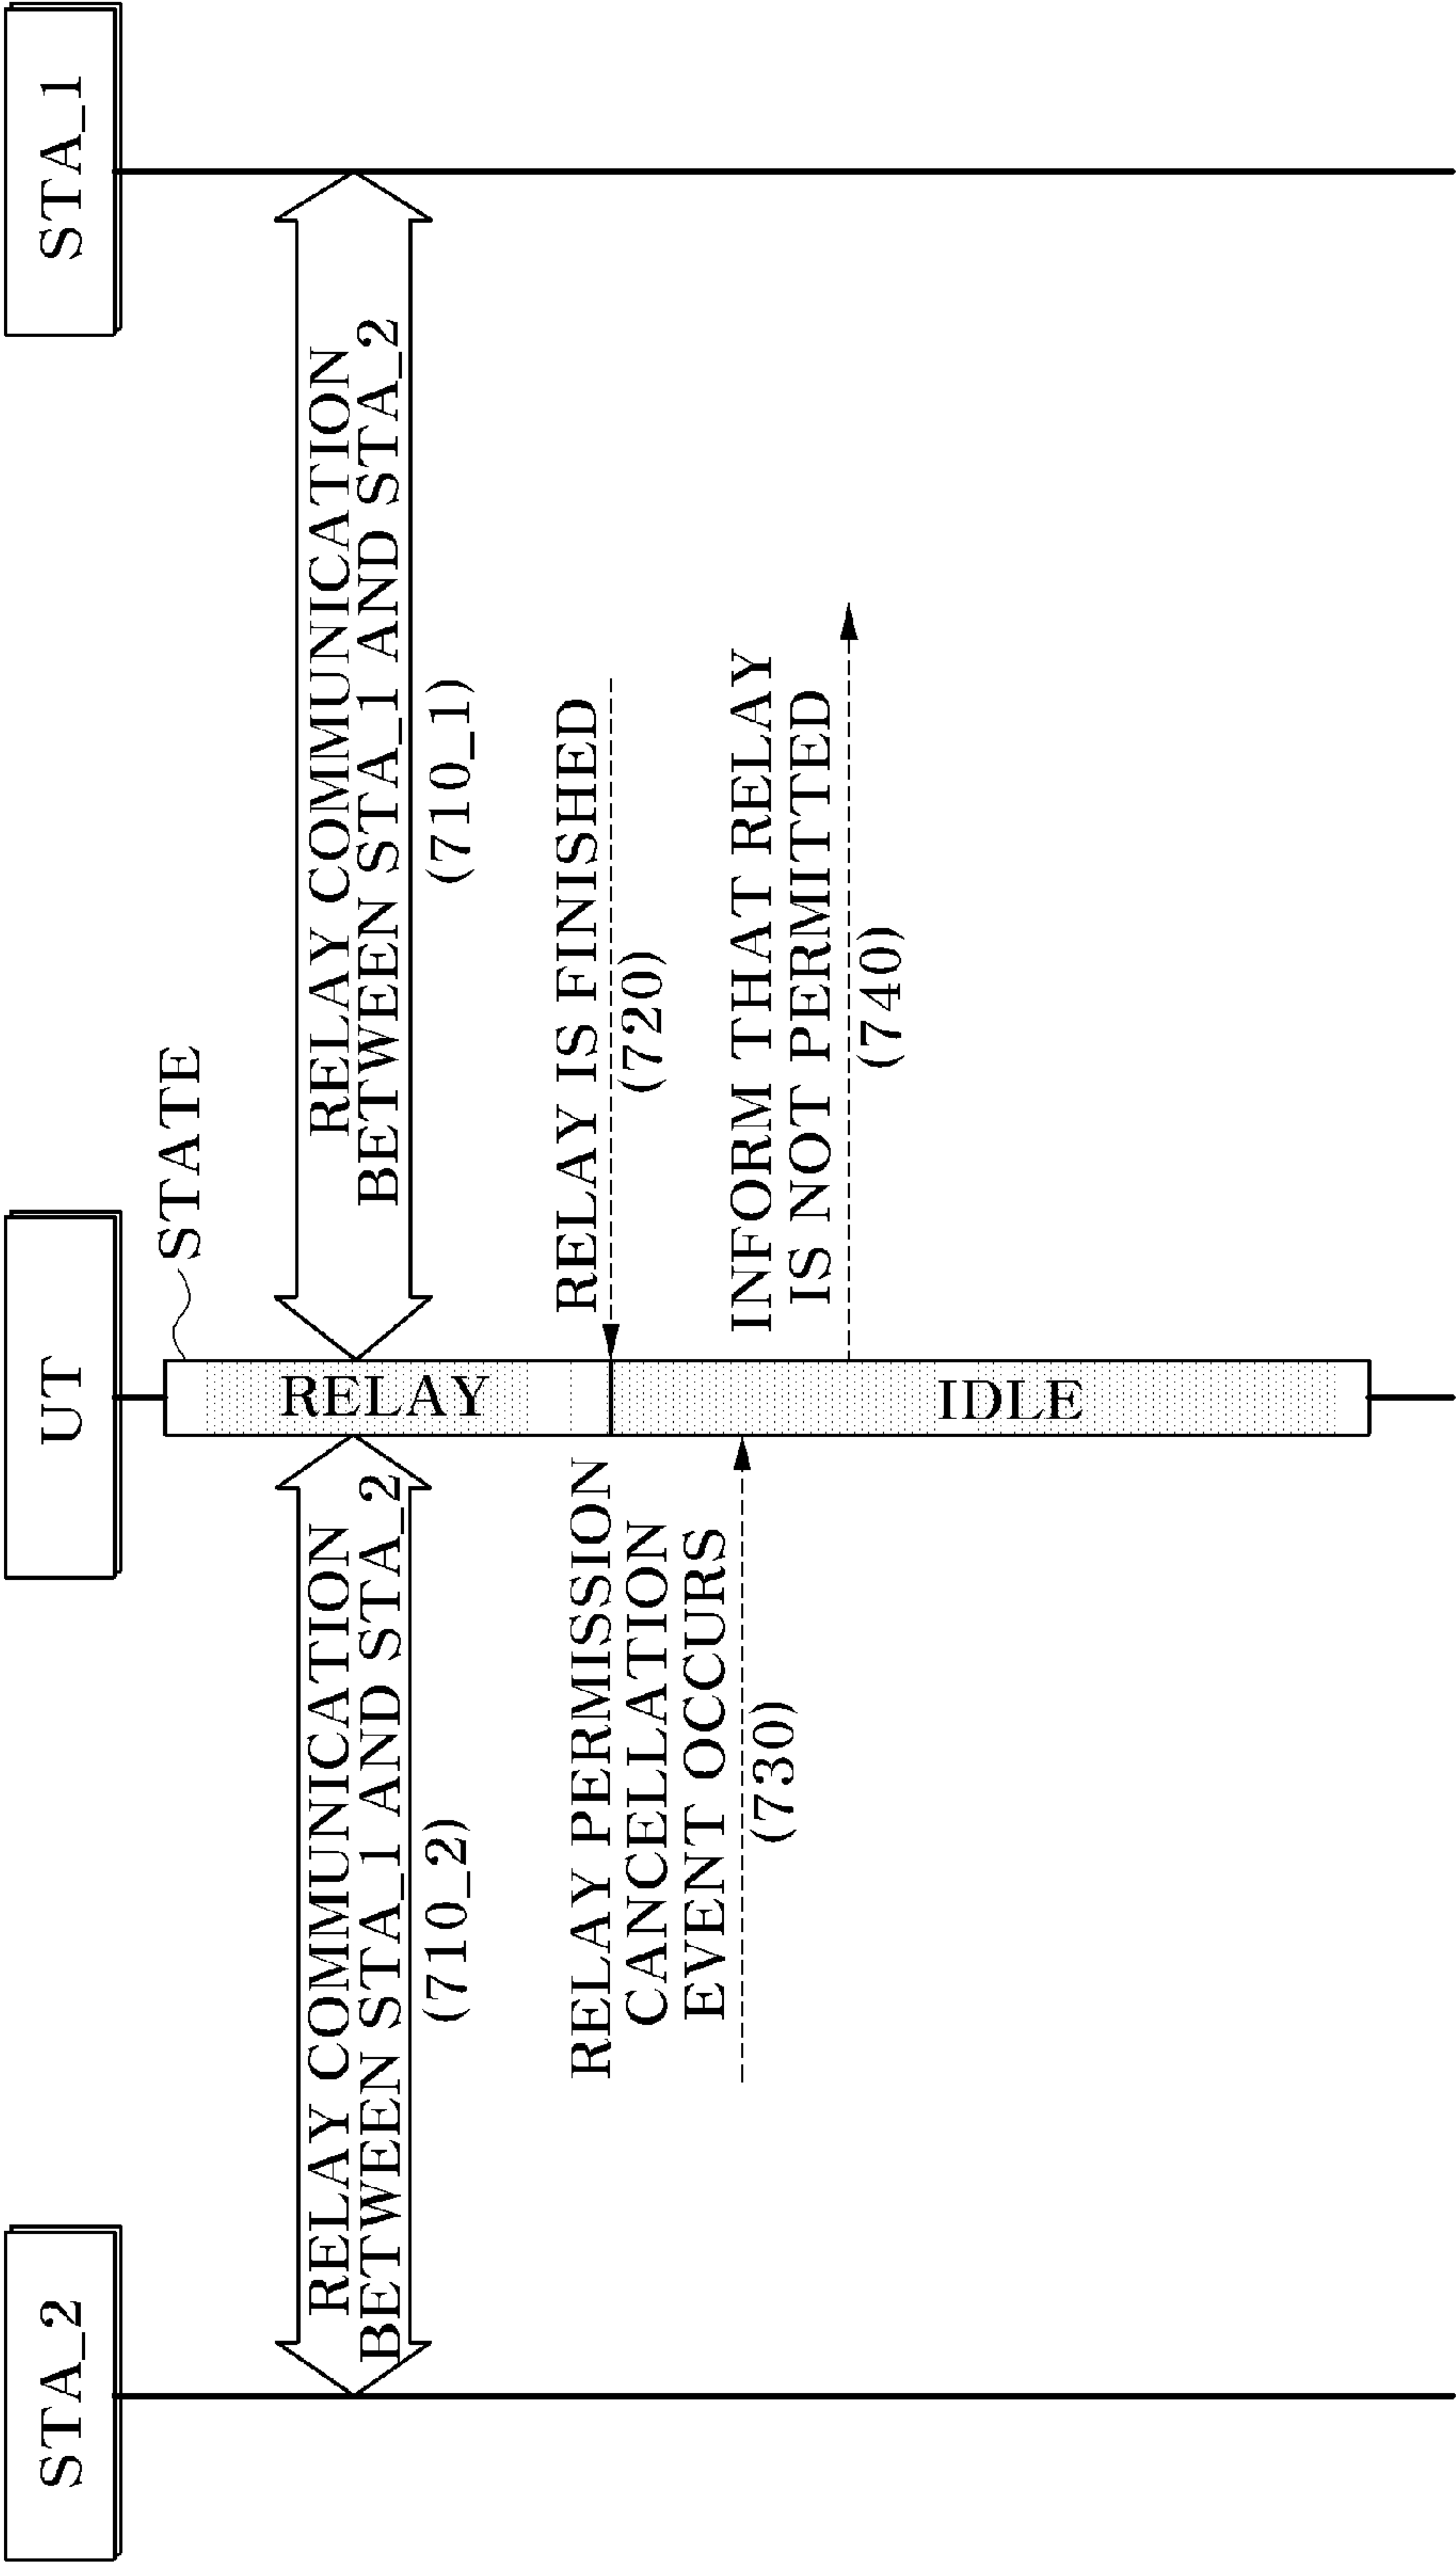 STA_2
UT
STA_1
STATE
RELAY COMMUNICATION
BETWEEN STA_1 AND STA_2
(710_2)
RELAY
RELAY COMMUNICATION
BETWEEN STA_1 AND STA_2
(710_1)
RELAY IS FINISHED
(720)
RELAY PERMISSION
CANCELLATION
EVENT OCCURS
(730)
INFORM THAT RELAY
IS NOT PERMITTED
(740)
IDLE